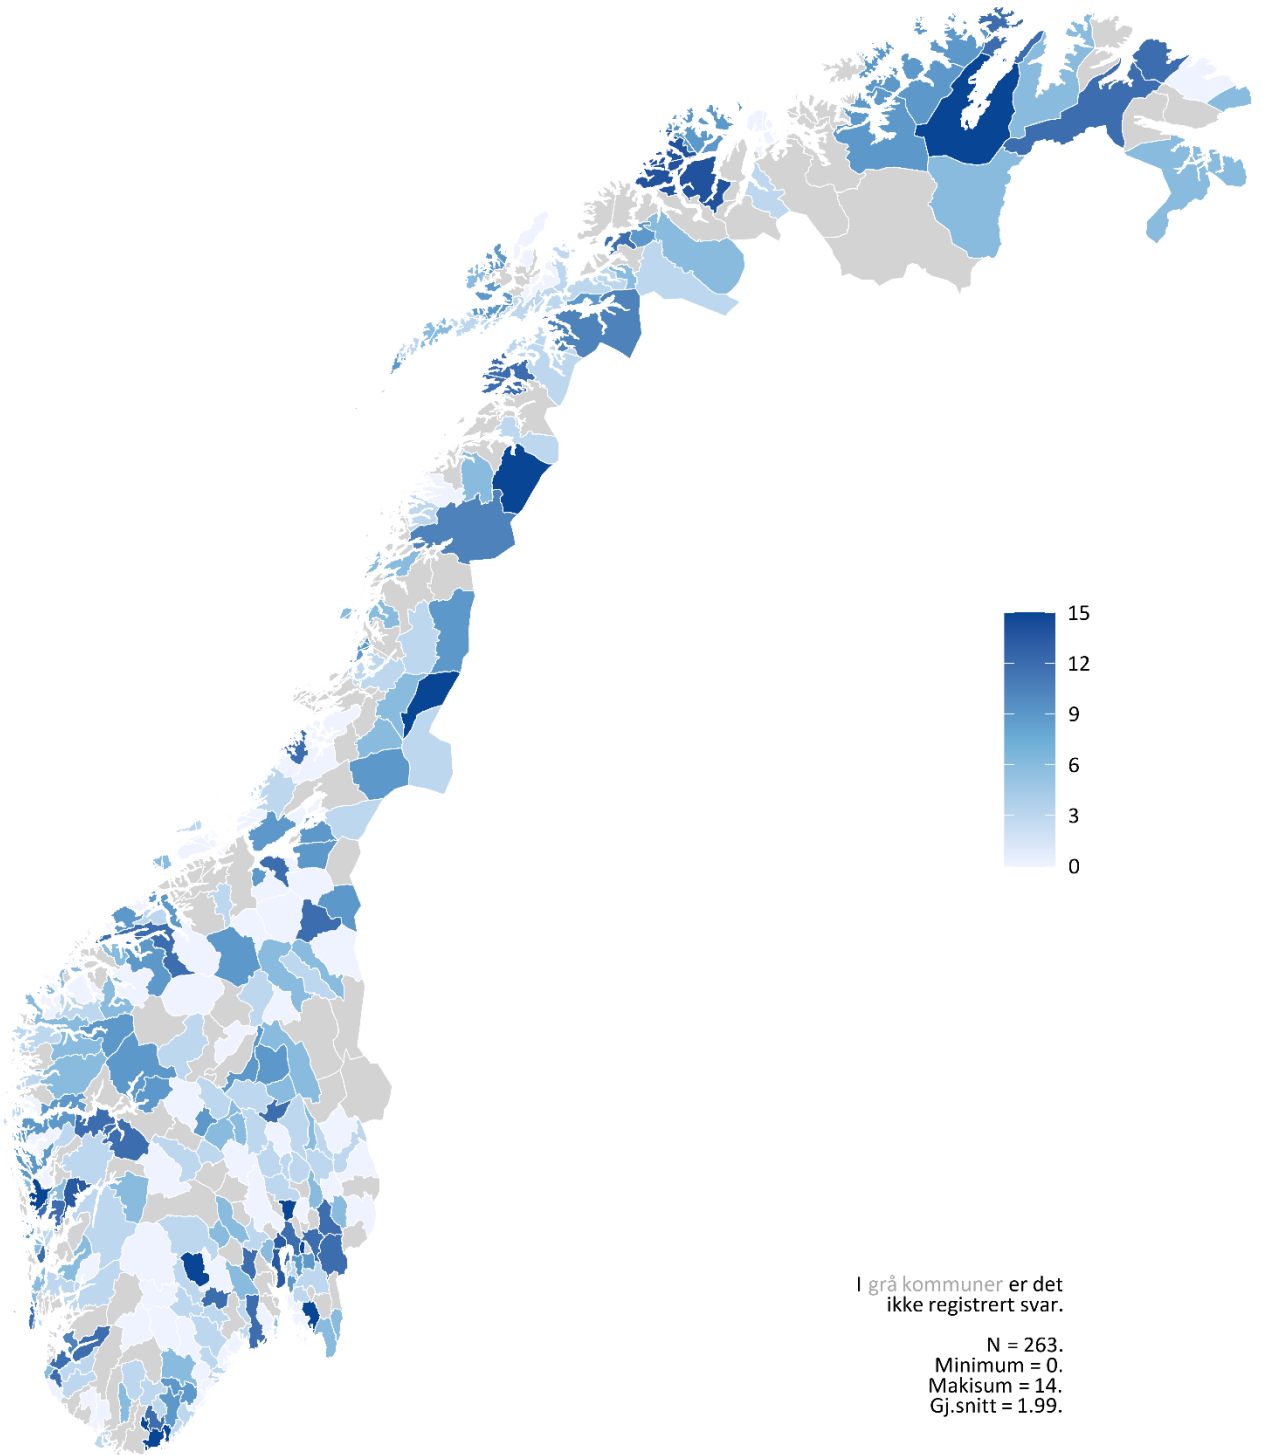 15
12
9
6
3
0
I grå kommuner er det
ikke registrert svar.
N = 263.
Minimum = 0.
Makisum = 14.
Gj.snitt = 1.99.